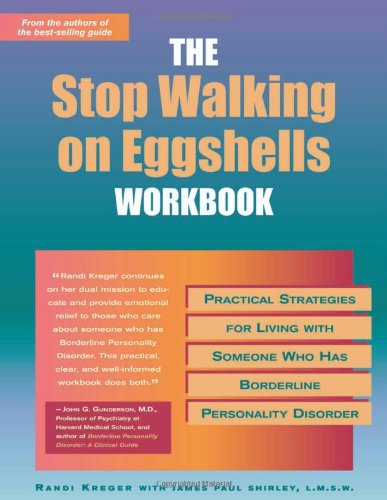 From the authors of
the best-selling guide
THE
Stop Walking
on Eggshells
WORKBOOK
“Randi Kreger continues
on her dual mission to edu-
cate and provide emotional
relief to those who care
about someone who has
Borderline Personality
Disorder. This practical,
clear, and well-informed
workbook does both.”
— JOHN G. GUNDERSON, M.D.,
Professor of Psychiatry at
Harvard Medical School, and
author of Borderline Personality
Disorder: A Clinical Guide
PRACTICAL STRATEGIES
FOR LIVING WITH
SOMEONE WHO HAS
BORDERLINE
PERSONALITY DISORDER
RANDI KREGER WITH JAMES PAUL SHIRLEY, L.M.S.W.
Copyrighted Material